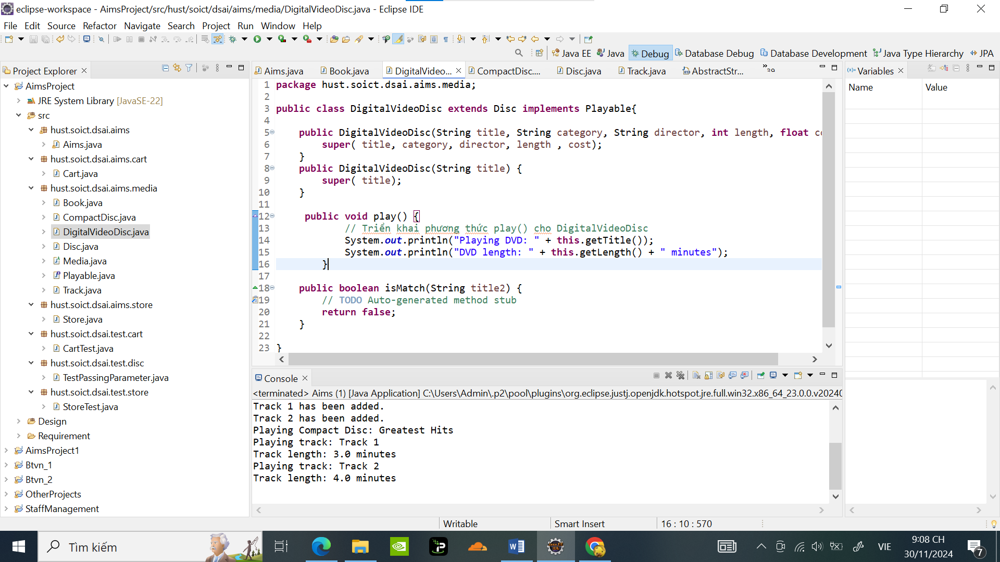 eclipse-workspace - AimsProject/src/hust/soict/dsai/aims/media/DigitalVideoDisc.java - Eclipse IDE
File Edit Source Refactor Navigate Search Project Run Window Help
Java EE Java Debug Database Debug Database Development Java Type Hierarchy JPA
Project Explorer
AimsProject
JRE System Library [JavaSE-22]
src
hust.soict.dsai.aims
Aims.java
hust.soict.dsai.aims.cart
Cart.java
hust.soict.dsai.aims.media
Book.java
CompactDisc.java
DigitalVideoDisc.java
Disc.java
Media.java
Playable.java
Track.java
hust.soict.dsai.aims.store
Store.java
hust.soict.dsai.test.cart
CartTest.java
hust.soict.dsai.test.disc
TestPassingParameter.java
hust.soict.dsai.test.store
StoreTest.java
Design
Requirement
AimsProject1
Btvn_1
Btvn_2
OtherProjects
StaffManagement
Aims.java Book.java DigitalVideo... CompactDisc.... Disc.java Track.java AbstractStr... »39
1 package hust.soict.dsai.aims.media;
2
3 public class DigitalVideoDisc extends Disc implements Playable{
4
5 public DigitalVideoDisc(String title, String category, String director, int length, float co
6 super( title, category, director, length , cost);
7 }
8 public DigitalVideoDisc(String title) {
9 super( title);
10 }
11
12 public void play() {
13 // Triển khai phương thức play() cho DigitalVideoDisc
14 System.out.println("Playing DVD: " + this.getTitle());
15 System.out.println("DVD length: " + this.getLength() + " minutes");
16 }
17
18 public boolean isMatch(String title2) {
19 // TODO Auto-generated method stub
20 return false;
21 }
22
23 }
Console
<terminated> Aims (1) [Java Application] C:\Users\Admin\.p2\pool\plugins\org.eclipse.justj.openjdk.hotspot.jre.full.win32.x86_64_23.0.0.v20240
Track 1 has been added.
Track 2 has been added.
Playing Compact Disc: Greatest Hits
Playing track: Track 1
Track length: 3.0 minutes
Playing track: Track 2
Track length: 4.0 minutes
Variables
Name Value
Writable Smart Insert 16 : 10 : 570
Tìm kiếm
VIE
9:08 CH
30/11/2024
7